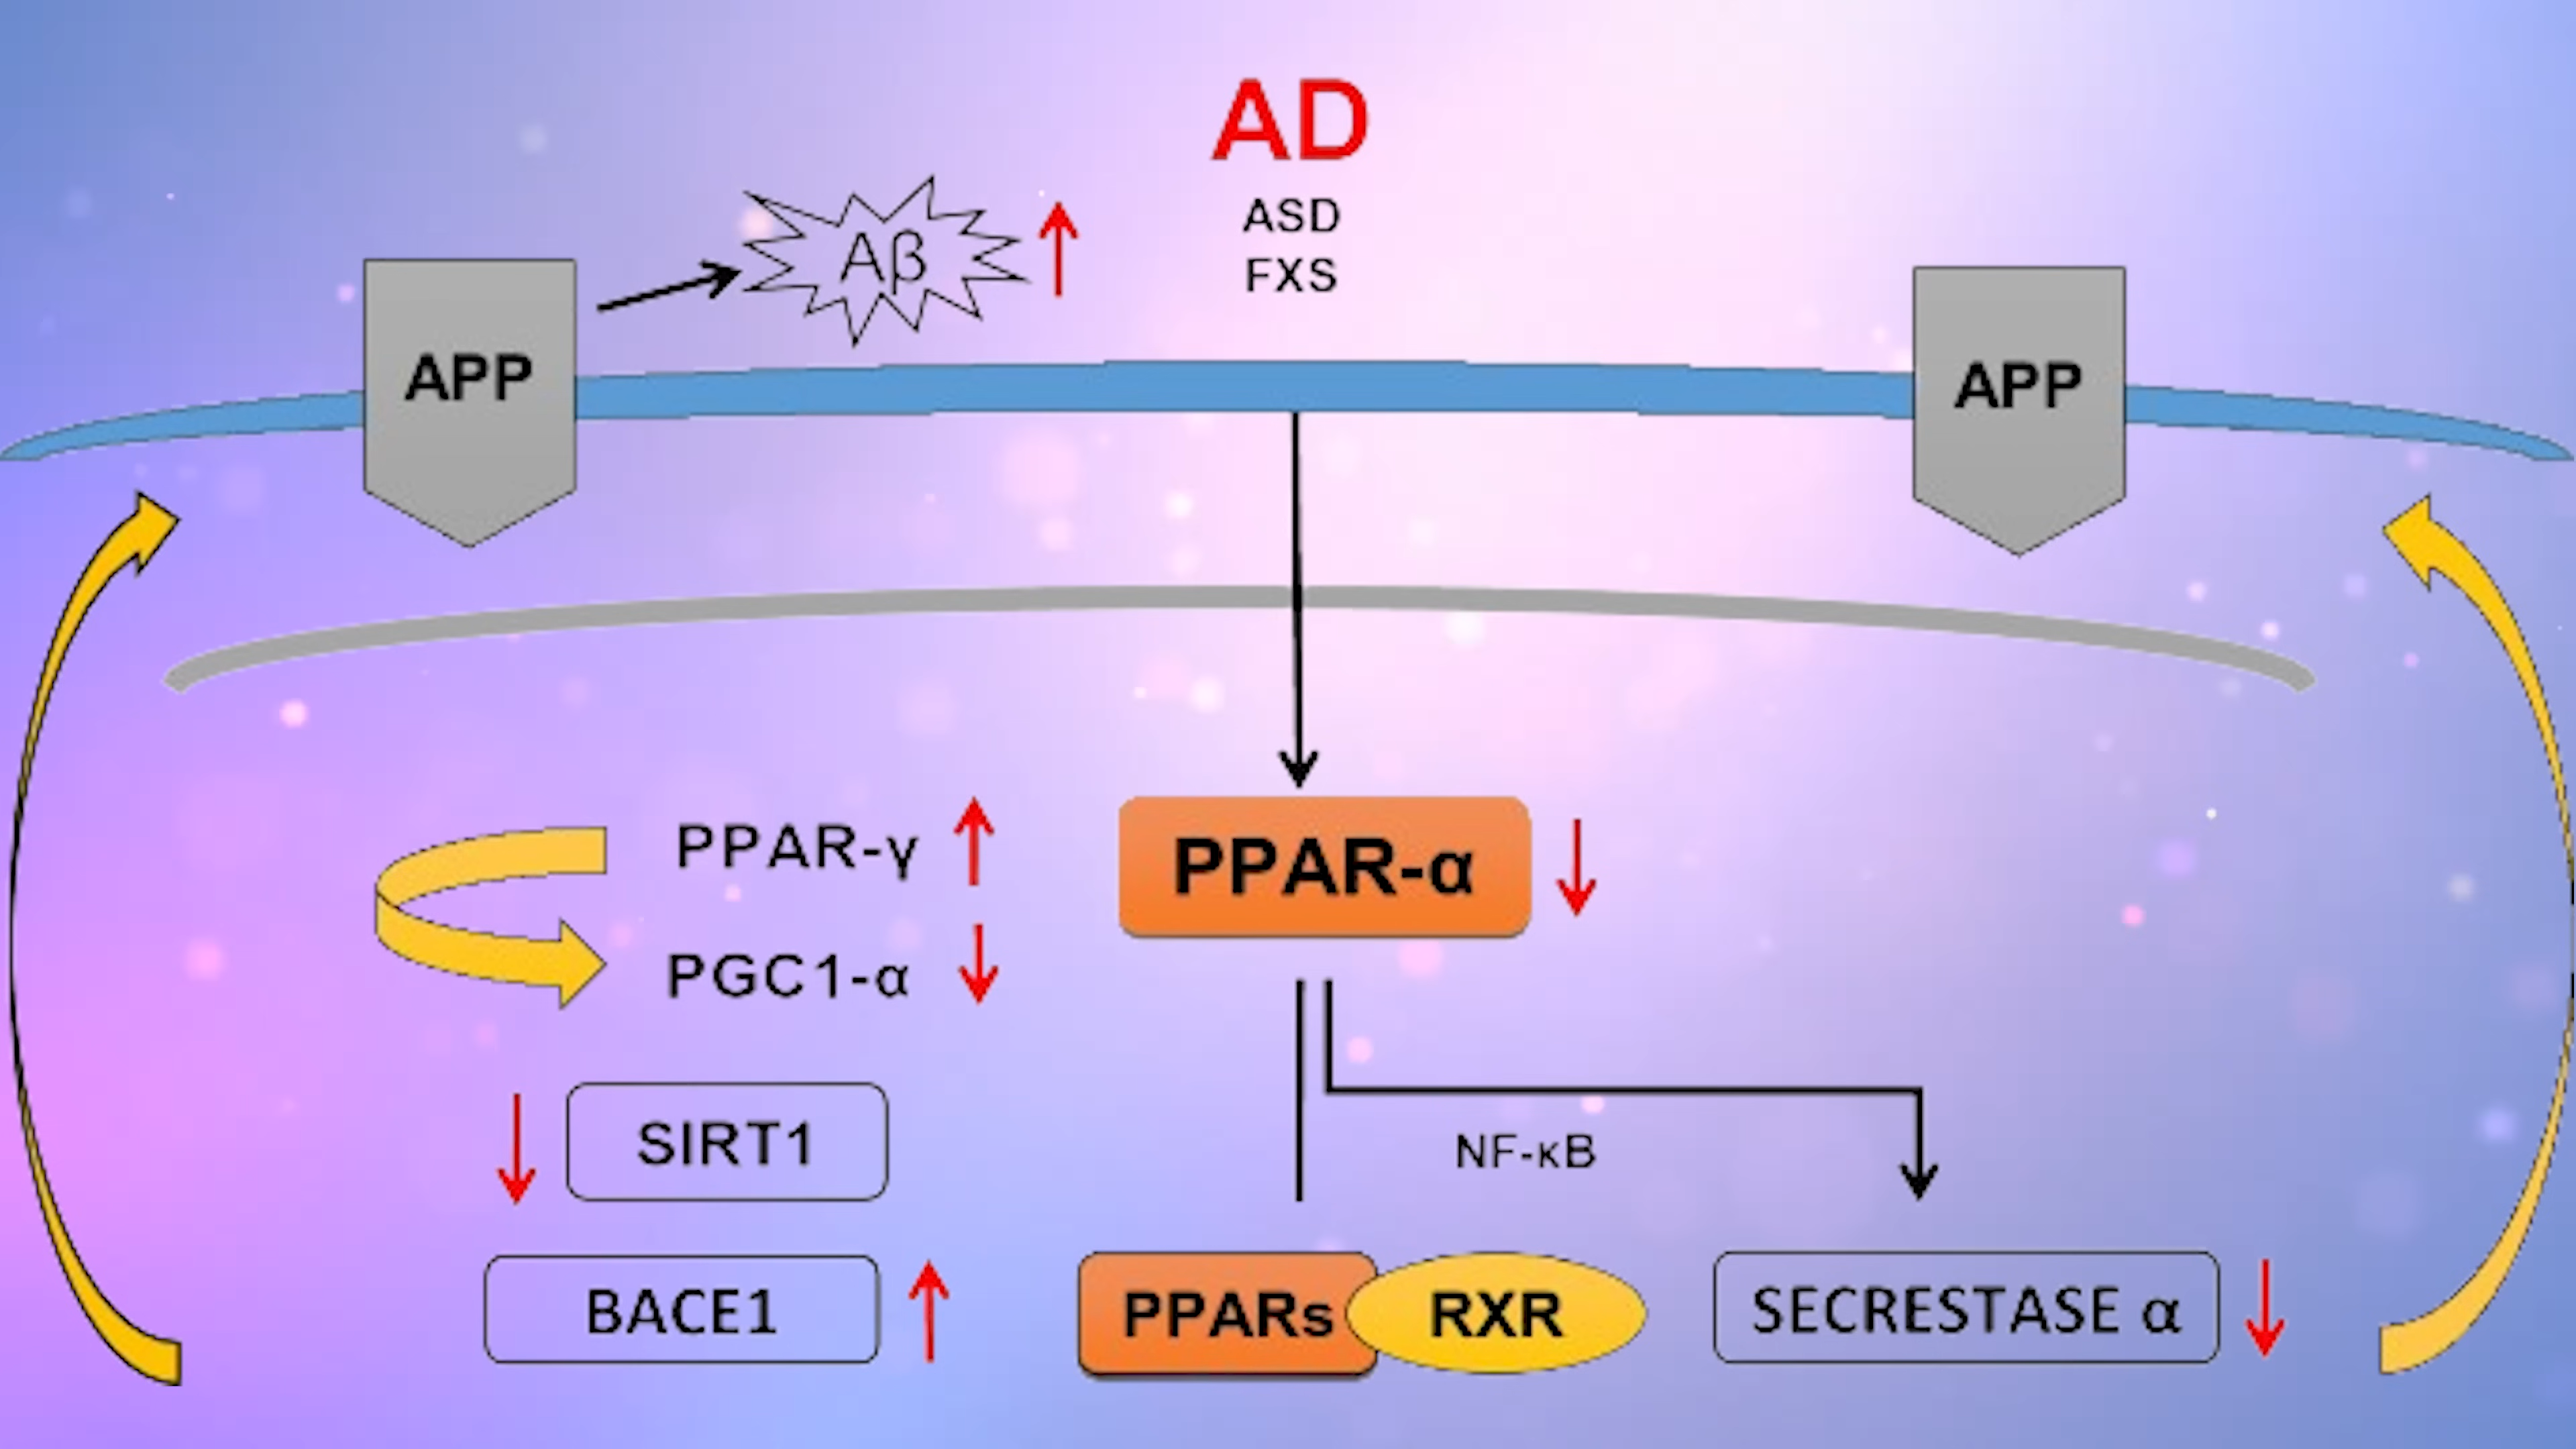 AD
ASD
FXS
Aβ
APP
APP
PPAR-γ
PPAR-α
PGC1-α
SIRT1
NF-κB
BACE1
PPARs
RXR
SECRESTASE α